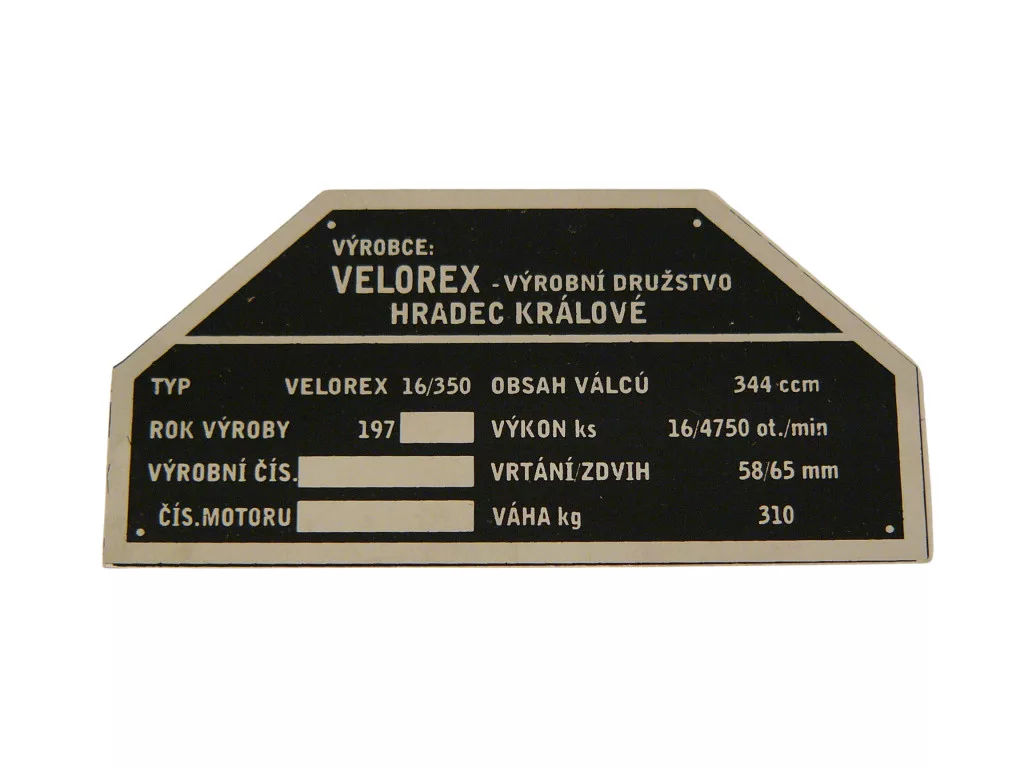 VÝROBCE:
VELOREX - VÝROBNÍ DRUŽSTVO
HRADEC KRÁLOVÉ
TYP VELOREX 16/350 OBSAH VÁLCŮ 344 ccm
ROK VÝROBY 197 VÝKON ks 16/4750 ot./min
VÝROBNÍ ČÍS. VRTÁNÍ/ZDVIH 58/65 mm
ČÍS.MOTORU VÁHA kg 310